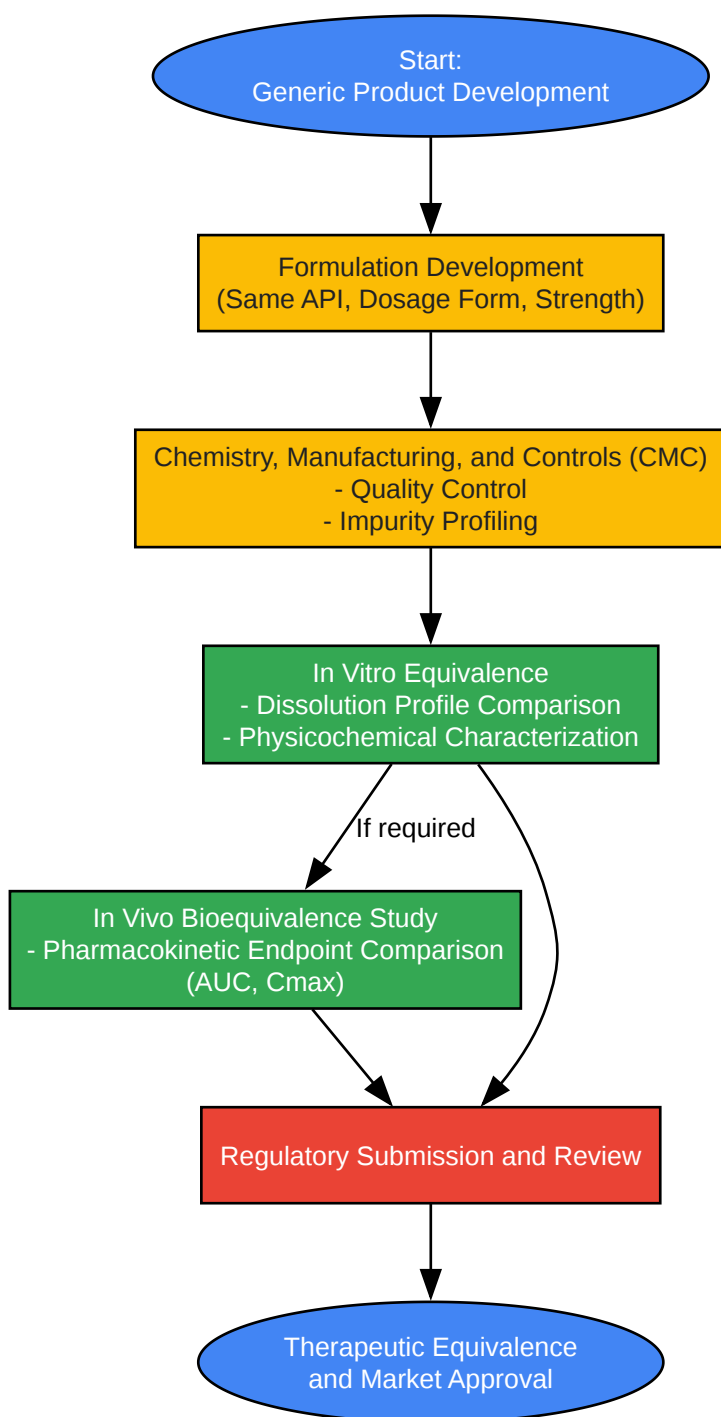 Start:
Generic Product Development
Formulation Development
(Same API, Dosage Form, Strength)
Chemistry, Manufacturing, and Controls (CMC)
- Quality Control
- Impurity Profiling
In Vitro Equivalence
- Dissolution Profile Comparison
- Physicochemical Characterization
If required
In Vivo Bioequivalence Study
- Pharmacokinetic Endpoint Comparison
(AUC, Cmax)
Regulatory Submission and Review
Therapeutic Equivalence
and Market Approval